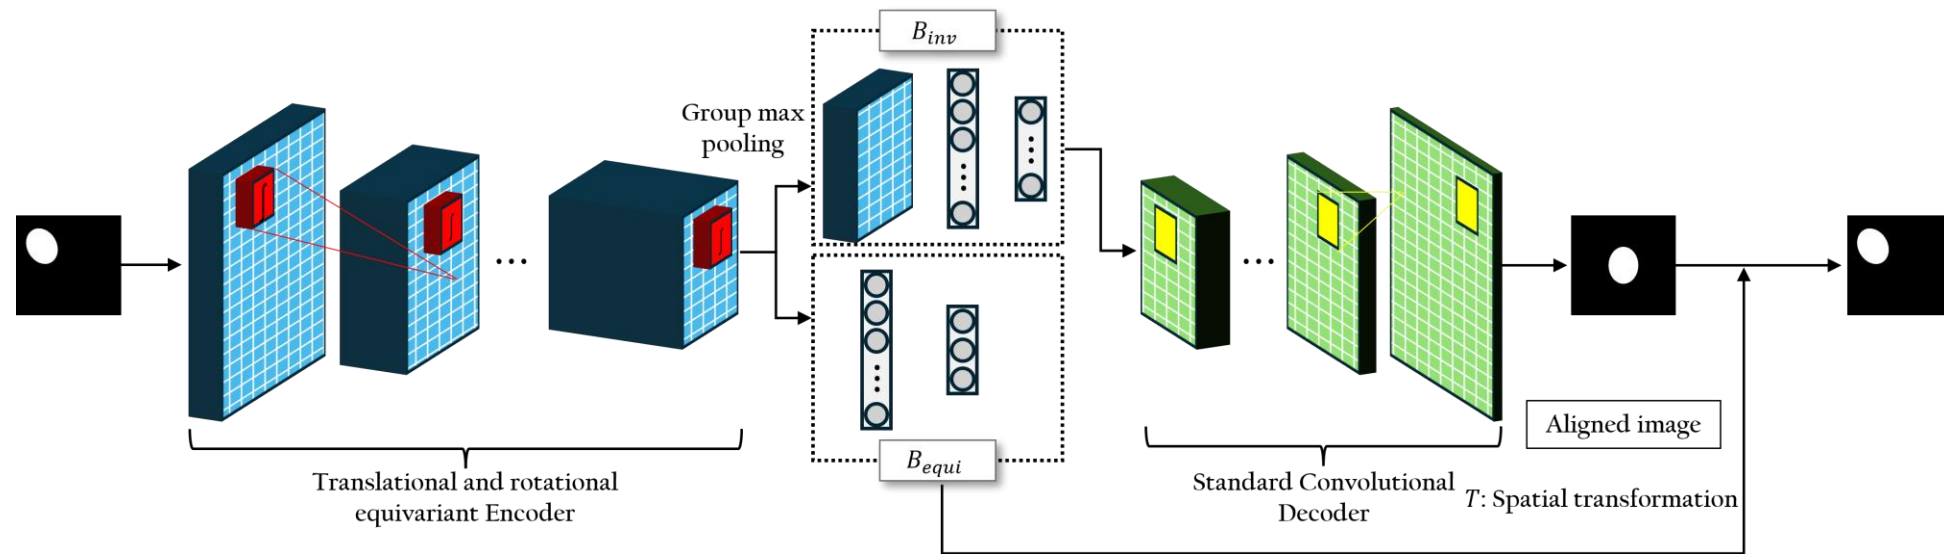 B_inv
Group max
pooling
B_equi
Translational and rotational
equivariant Encoder
Standard Convolutional
Decoder
Aligned image
T: Spatial transformation